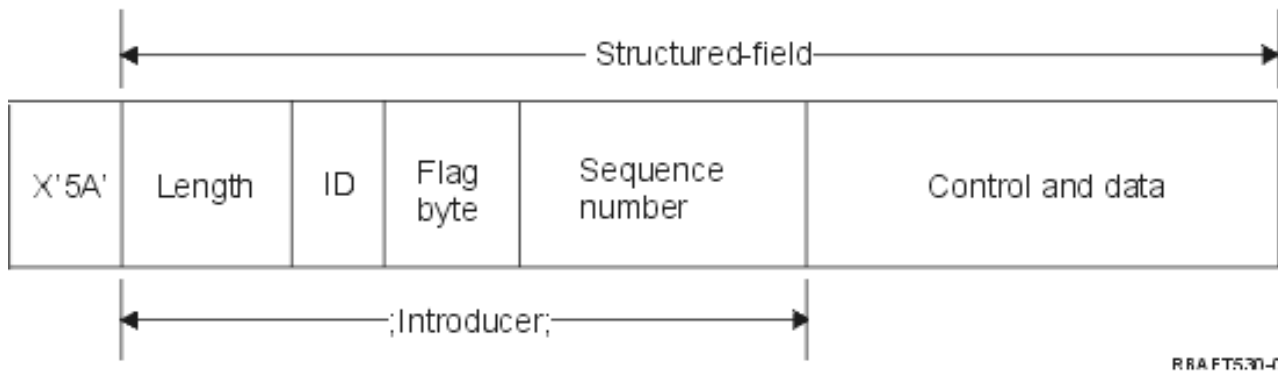 Structured-field
X'5A'
Length
ID
Flag
byte
Sequence
number
Control and data
;Introducer;